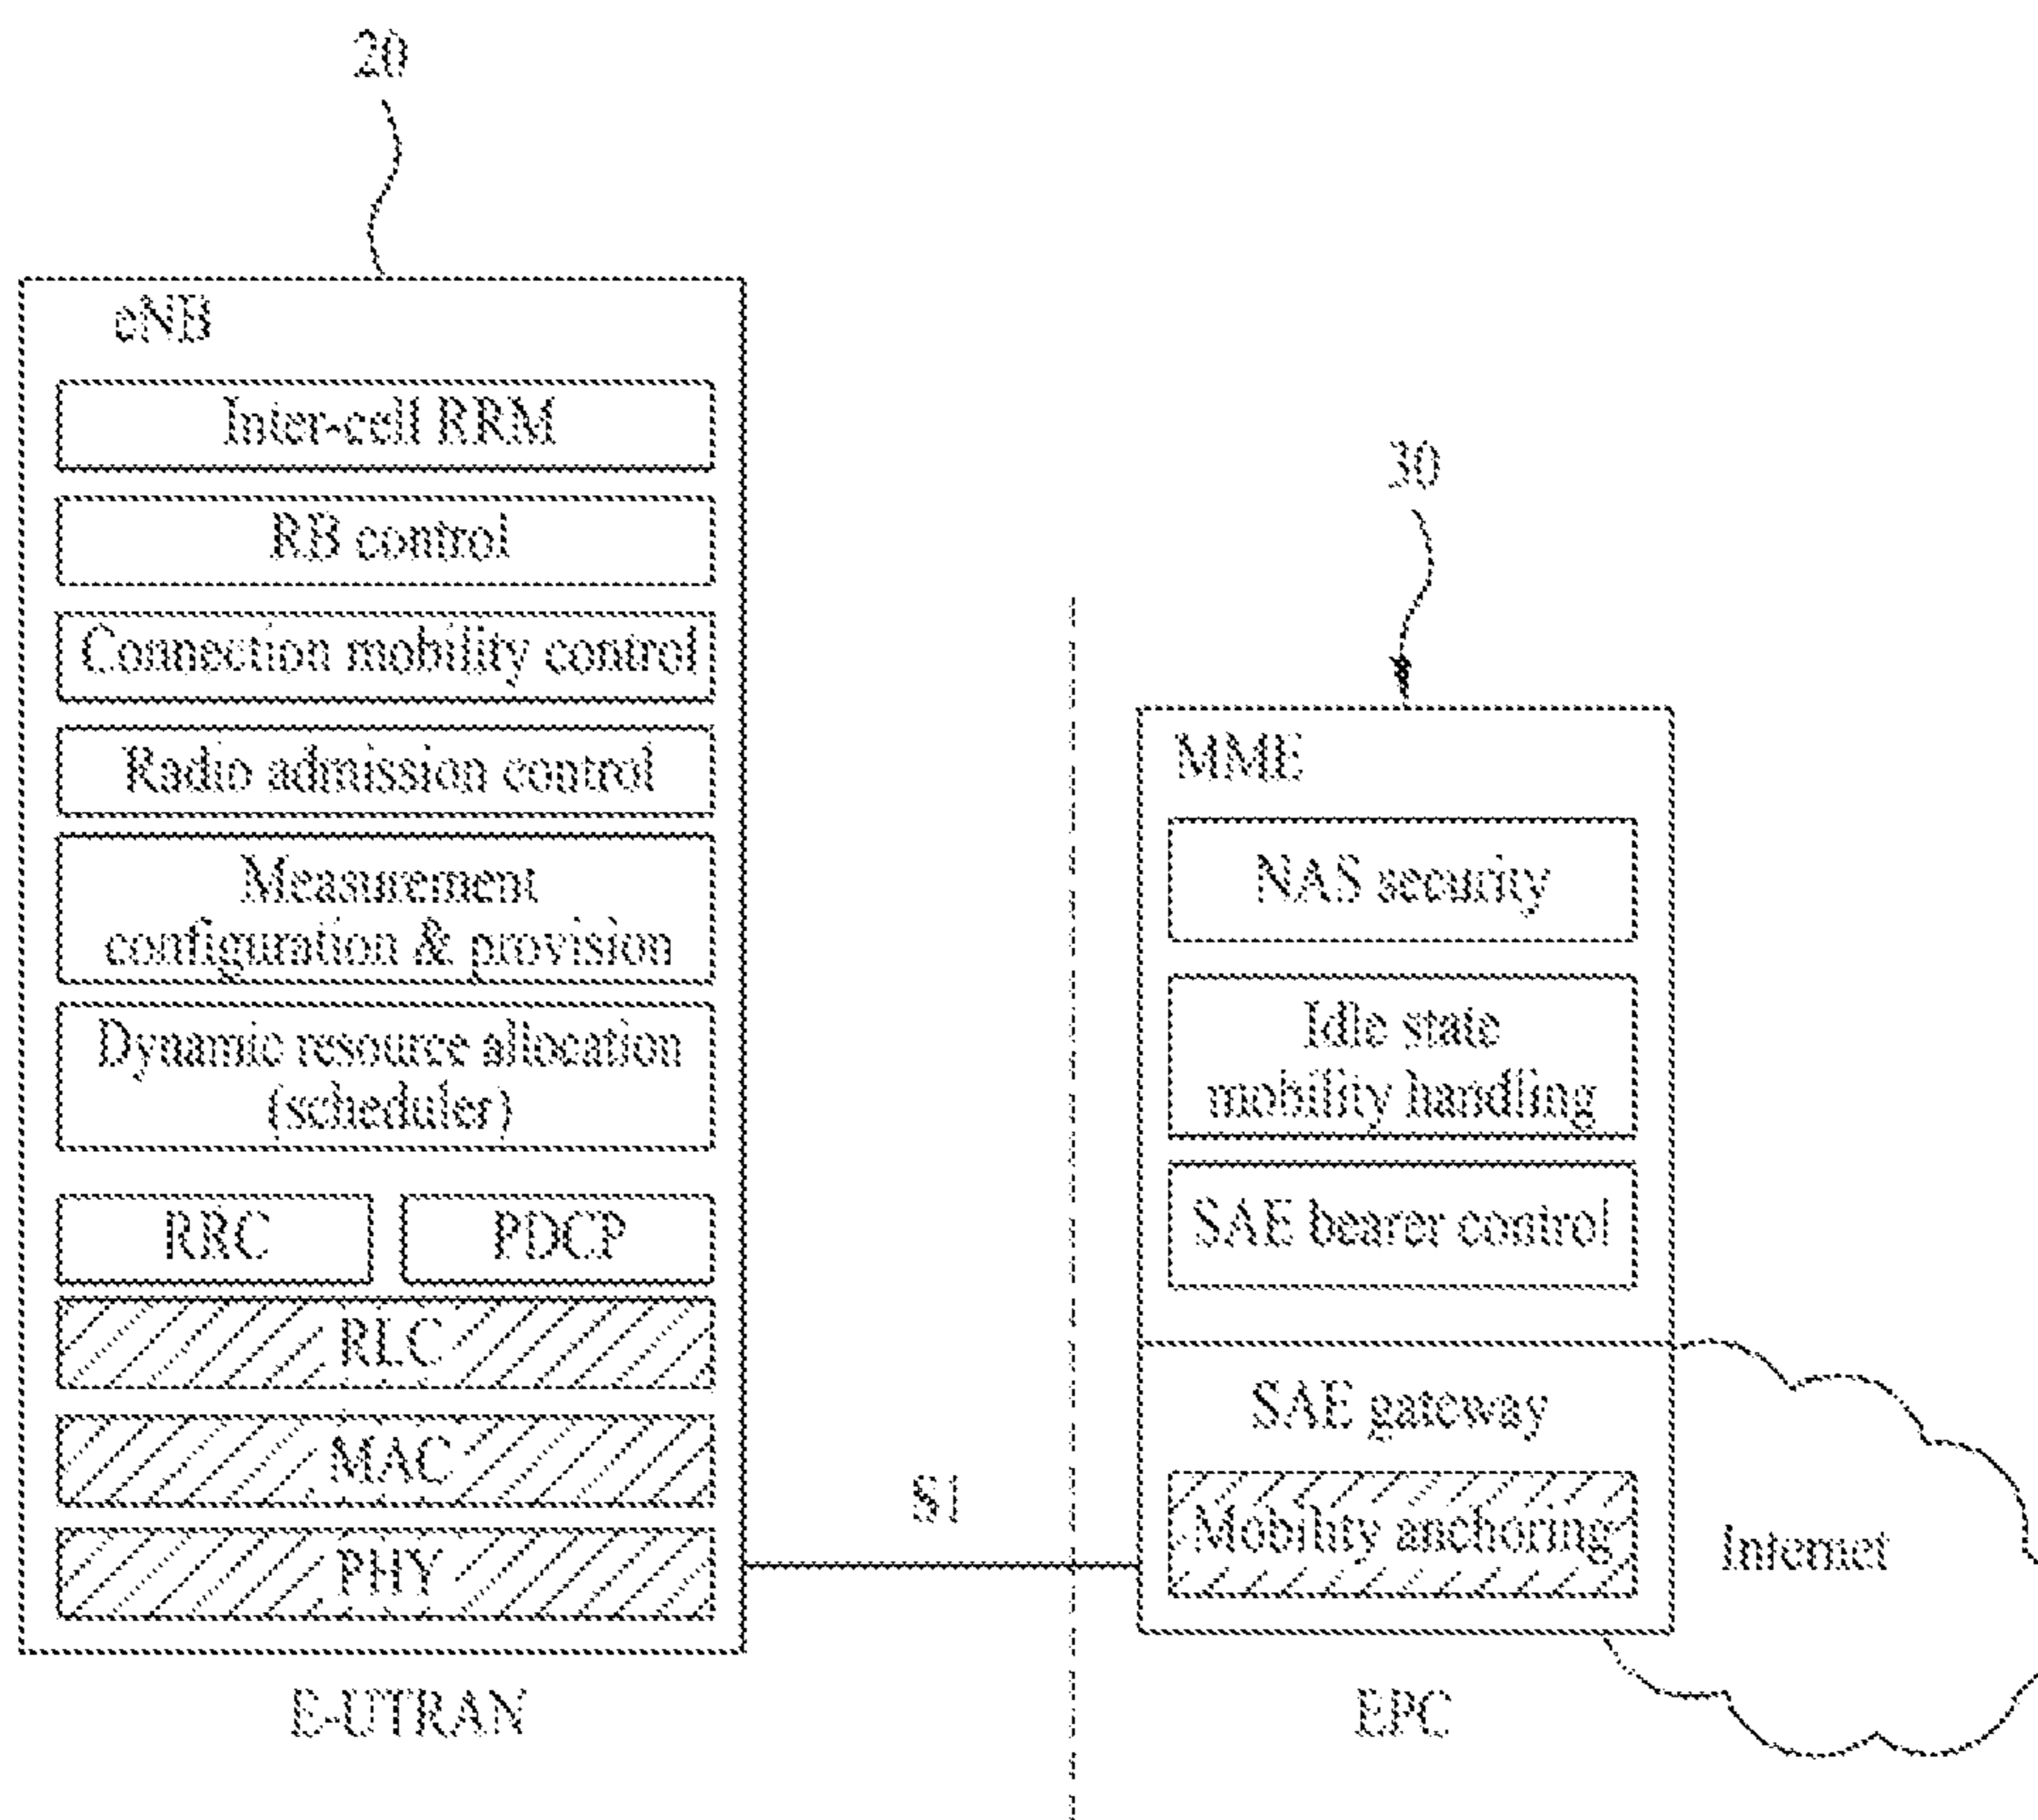 20
eNB
Inter-cell RRM
RB control
Connection mobility control
Radio admission control
Measurement
configuration & provision
Dynamic resource allocation
(scheduler)
RRC
PDCP
RLC
MAC
PHY
E-UTRAN
S1
30
MME
NAS security
Idle state
mobility handling
SAE bearer control
SAE gateway
Mobility anchoring
EPC
Internet